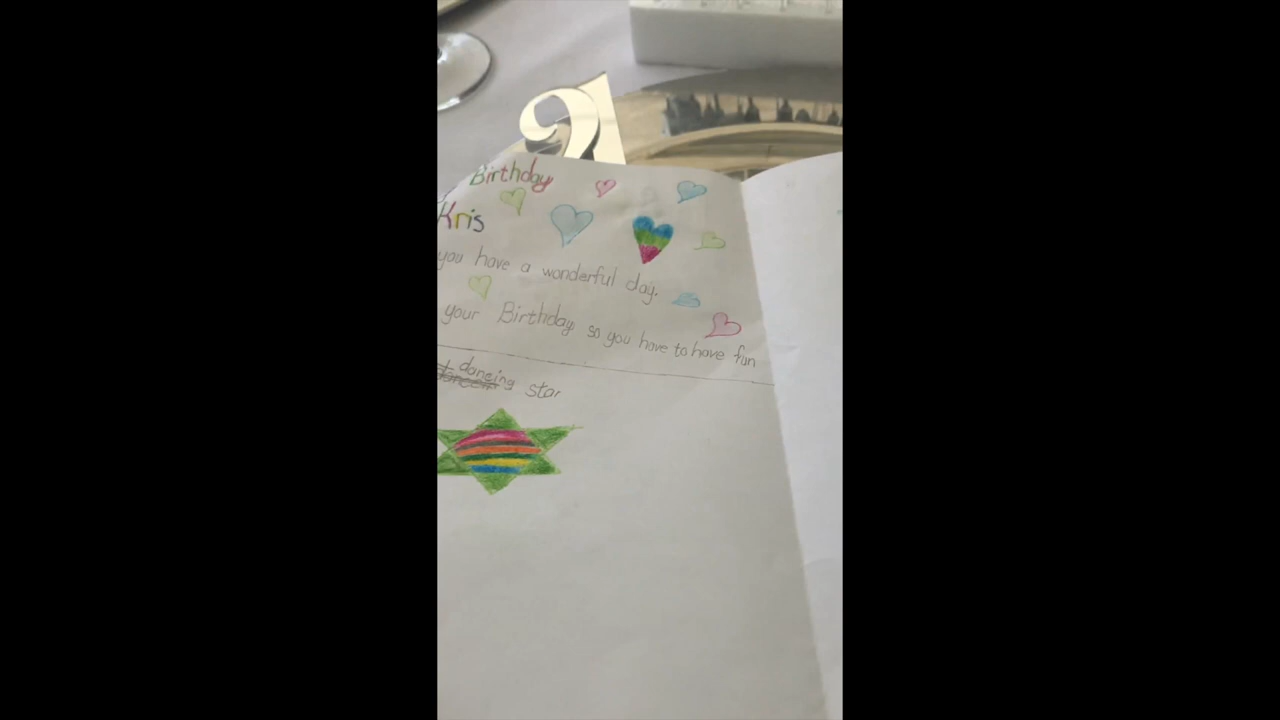 Birthday
Kris
you have a wonderful day.
your Birthday so you have to have fun
dancing star